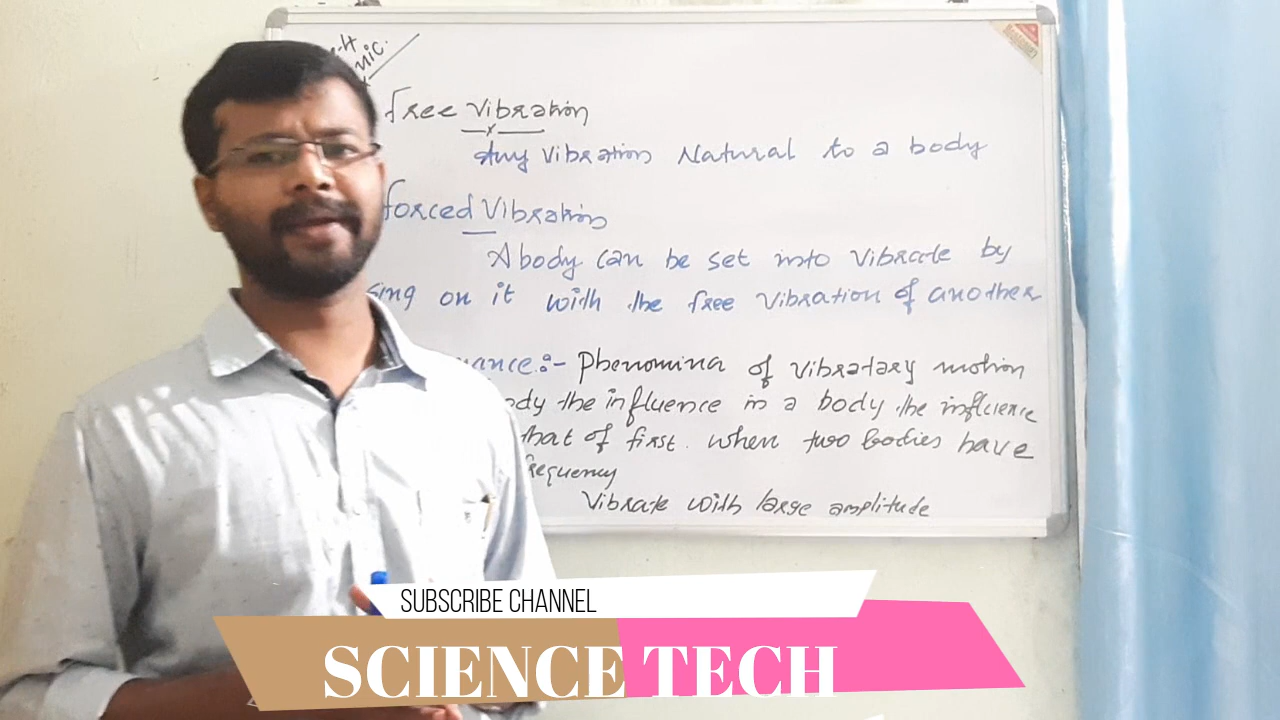 free Vibration
Any Vibration Natural to a body
forced Vibration
A body can be set into Vibrate by
on it with the free Vibration of another
Phenomina of vibratary motion
the influence in a body the influence
that of first. when two bodies have
frequency
Vibrate with large amplitude
SUBSCRIBE CHANNEL
SCIENCE TECH